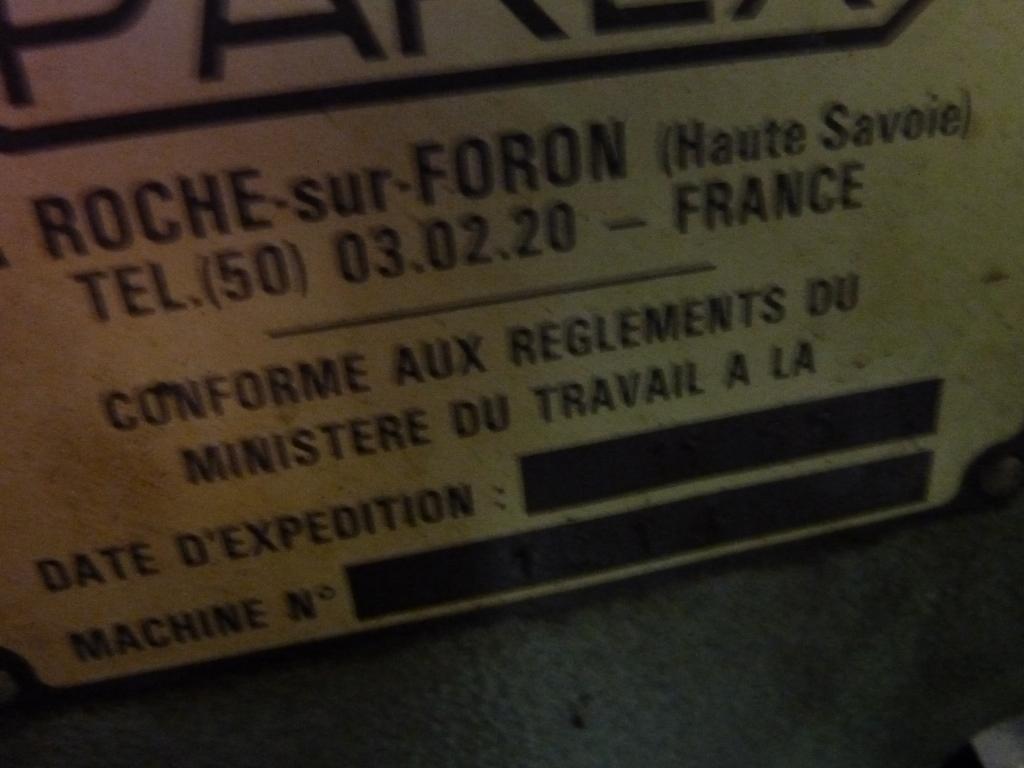 ROCHE-sur-FORON (Haute Savoie)
TEL.(50) 03.02.20 — FRANCE
CONFORME AUX REGLEMENTS DU
MINISTERE DU TRAVAIL A LA
DATE D'EXPEDITION :
MACHINE N°